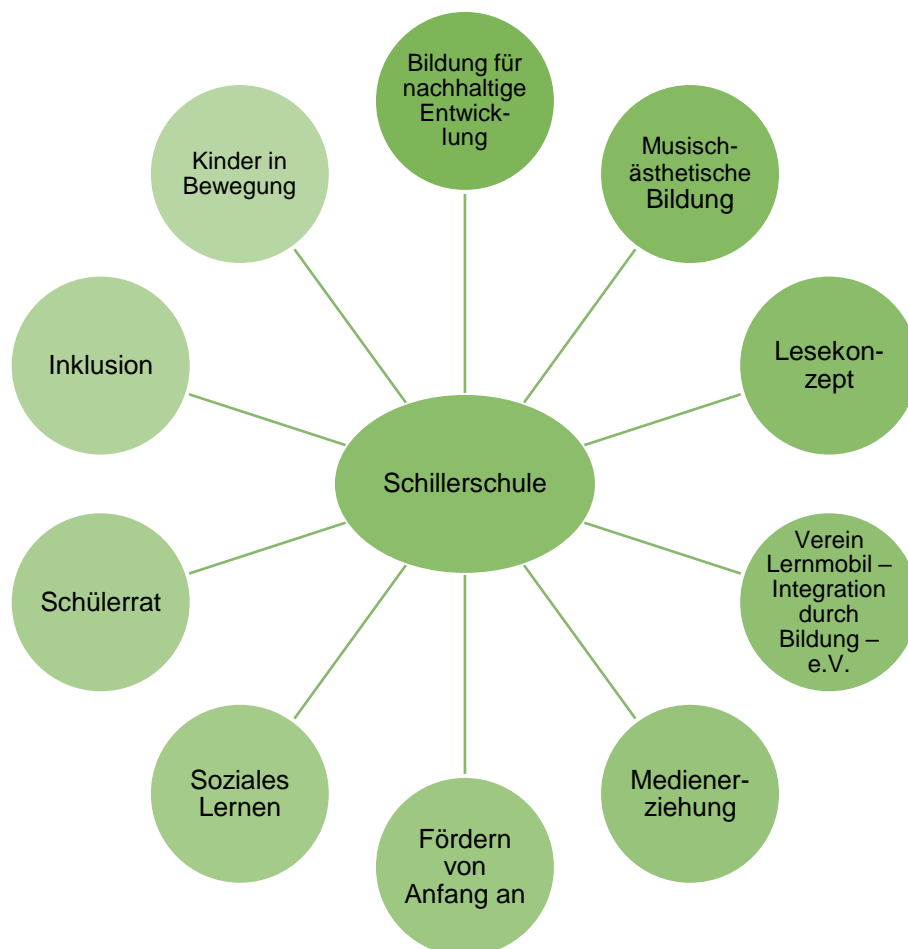 Bildung für
nachhaltige
Entwick-
lung
Musisch-
ästhetische
Bildung
Lesekon-
zept
Verein
Lernmobil –
Integration
durch
Bildung –
e.V.
Mediener-
ziehung
Fördern
von
Anfang an
Soziales
Lernen
Schülerrat
Inklusion
Kinder in
Bewegung
Schillerschule